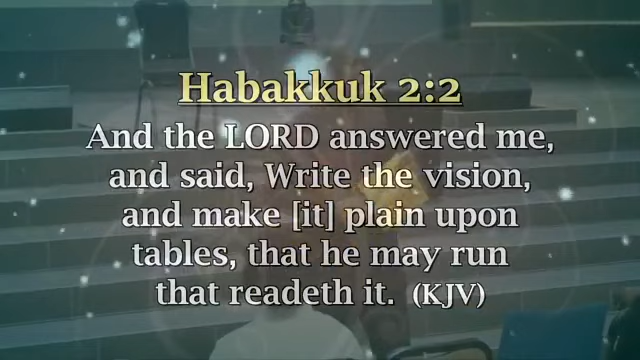 Habakkuk 2:2
And the LORD answered me,
and said, Write the vision,
and make [it] plain upon
tables, that he may run
that readeth it. (KJV)